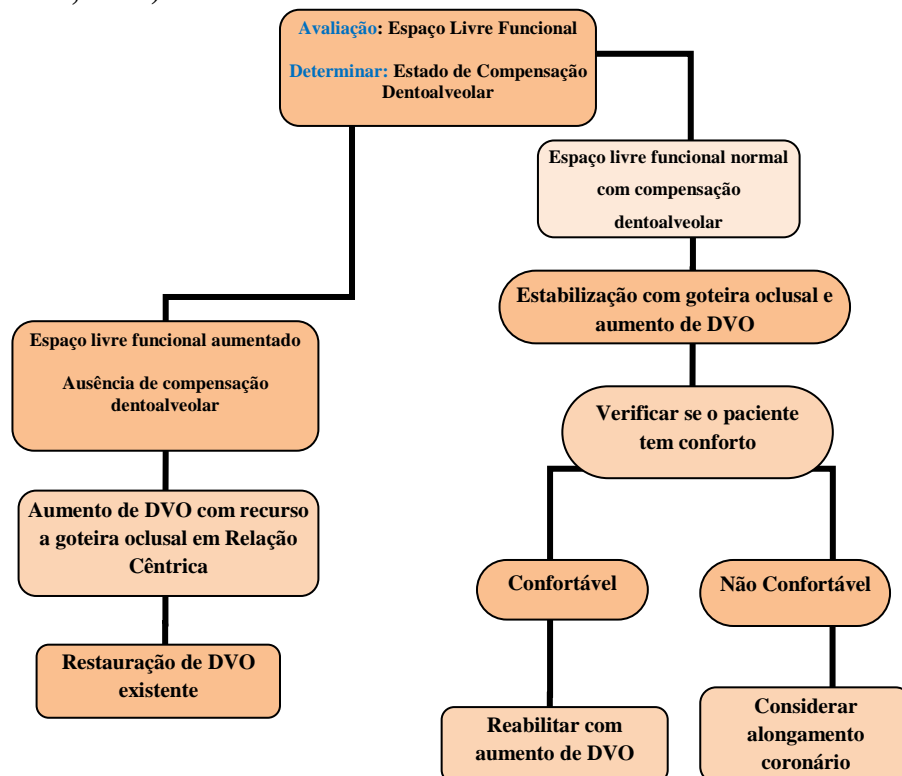 Avaliação: Espaço Livre Funcional
Determinar: Estado de Compensação
Dentoalveolar
Espaço livre funcional normal
com compensação
dentoalveolar
Estabilização com goteira oclusal e
aumento de DVO
Espaço livre funcional aumentado
Ausência de compensação
dentoalveolar
Verificar se o paciente
tem conforto
Aumento de DVO com recurso
a goteira oclusal em Relação
Cêntrica
Confortável
Não Confortável
Restauração de DVO
existente
Reabilitar com
aumento de DVO
Considerar
alongamento
coronário